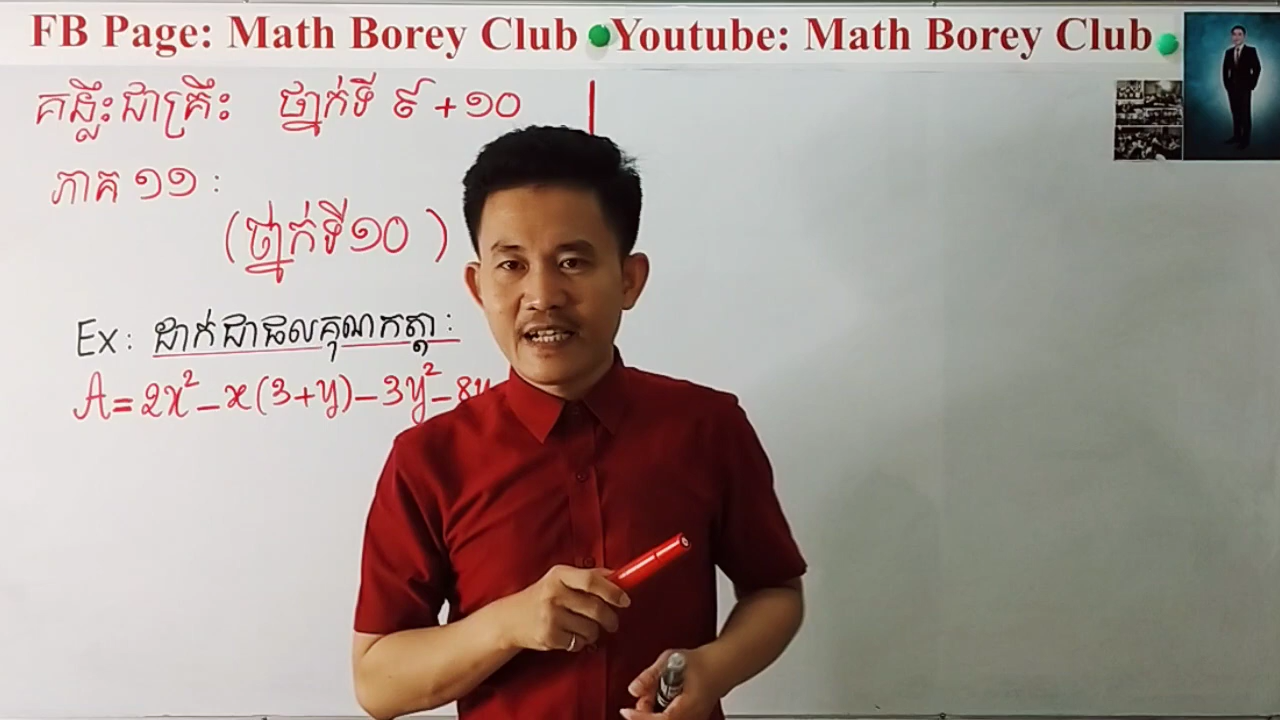 FB Page: Math Borey Club Youtube: Math Borey Club
គន្លឹះជាគ្រឹះ ថ្នាក់ទី ៩ + ១០
ភាគ ១១ :
(ថ្នាក់ទី១០ )
Ex: ដាក់ជាផលគុណកត្តា:
A=2x²-x(3+y)-3y²-8y